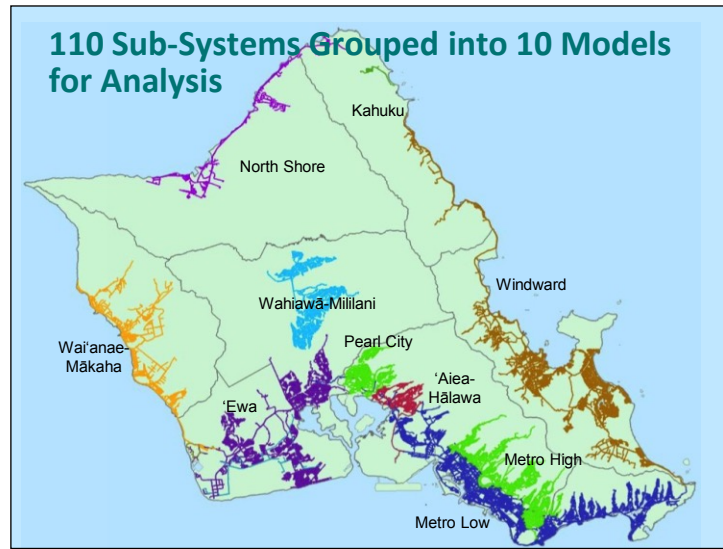 110 Sub-Systems Grouped into 10 Models
for Analysis
Kahuku
North Shore
Windward
Wahiawā-Mililani
Pearl City
Wai‘anae-
Mākaha
‘Aiea-
Hālawa
‘Ewa
Metro High
Metro Low